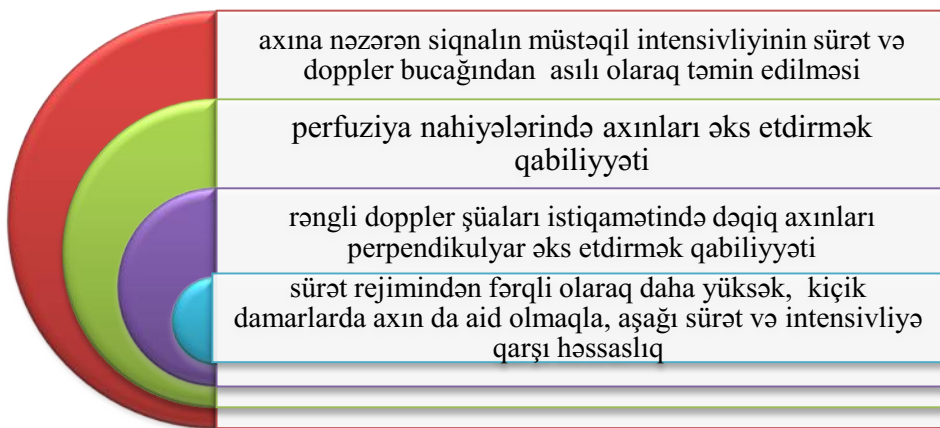 axına nəzərən siqnalın müstəqil intensivliyinin sürət və
doppler bucağından asılı olaraq təmin edilməsi
perfuziya nahiyələrində axınları əks etdirmək
qabiliyyəti
rəngli doppler şüaları istiqamətində dəqiq axınları
perpendikulyar əks etdirmək qabiliyyəti
sürət rejimindən fərqli olaraq daha yüksək, kiçik
damarlarda axın da aid olmaqla, aşağı sürət və intensivliyə
qarşı həssaslıq